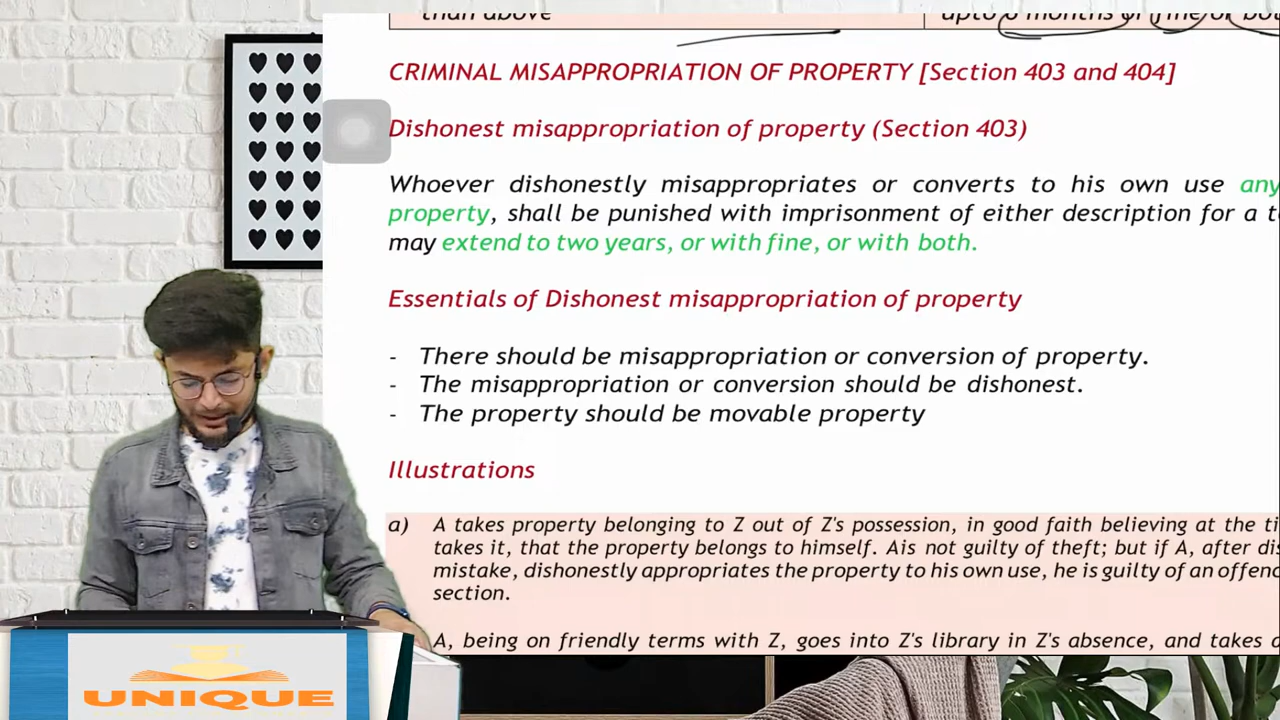 than above
upto 6 months or fine or
CRIMINAL MISAPPROPRIATION OF PROPERTY [Section 403 and 404]
Dishonest misappropriation of property (Section 403)
Whoever dishonestly misappropriates or converts to his own use any
property, shall be punished with imprisonment of either description for a
may extend to two years, or with fine, or with both.
Essentials of Dishonest misappropriation of property
- There should be misappropriation or conversion of property.
- The misappropriation or conversion should be dishonest.
- The property should be movable property
Illustrations
a) A takes property belonging to Z out of Z's possession, in good faith believing at the
takes it, that the property belongs to himself. Ais not guilty of theft; but if A, after
mistake, dishonestly appropriates the property to his own use, he is guilty of an
section.
A, being on friendly terms with Z, goes into Z's library in Z's absence, and takes
UNIQUE